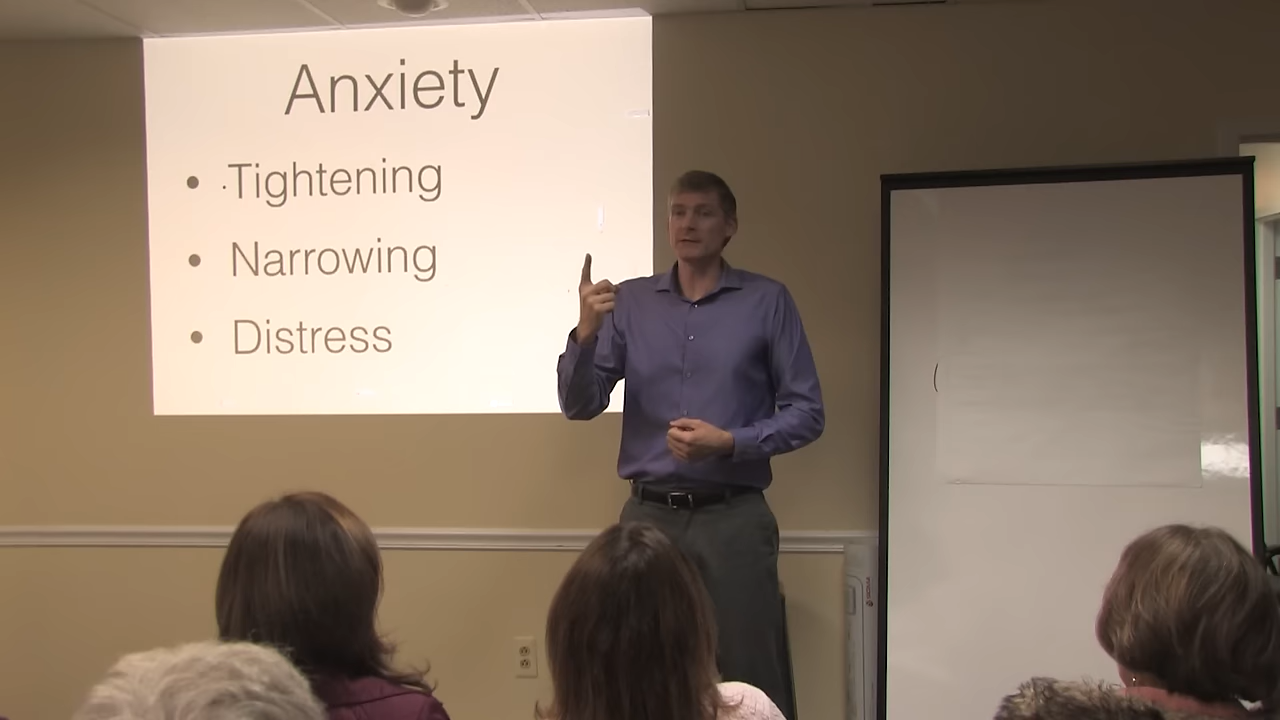 Anxiety
• Tightening
• Narrowing
• Distress